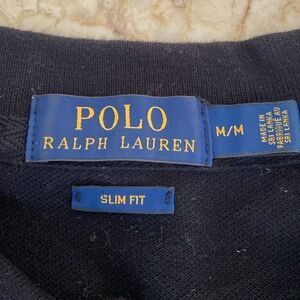 POLO
RALPH LAUREN
M/M
MADE IN
SRI LANKA
FABRIQUÉ AU
SRI LANKA
SLIM FIT